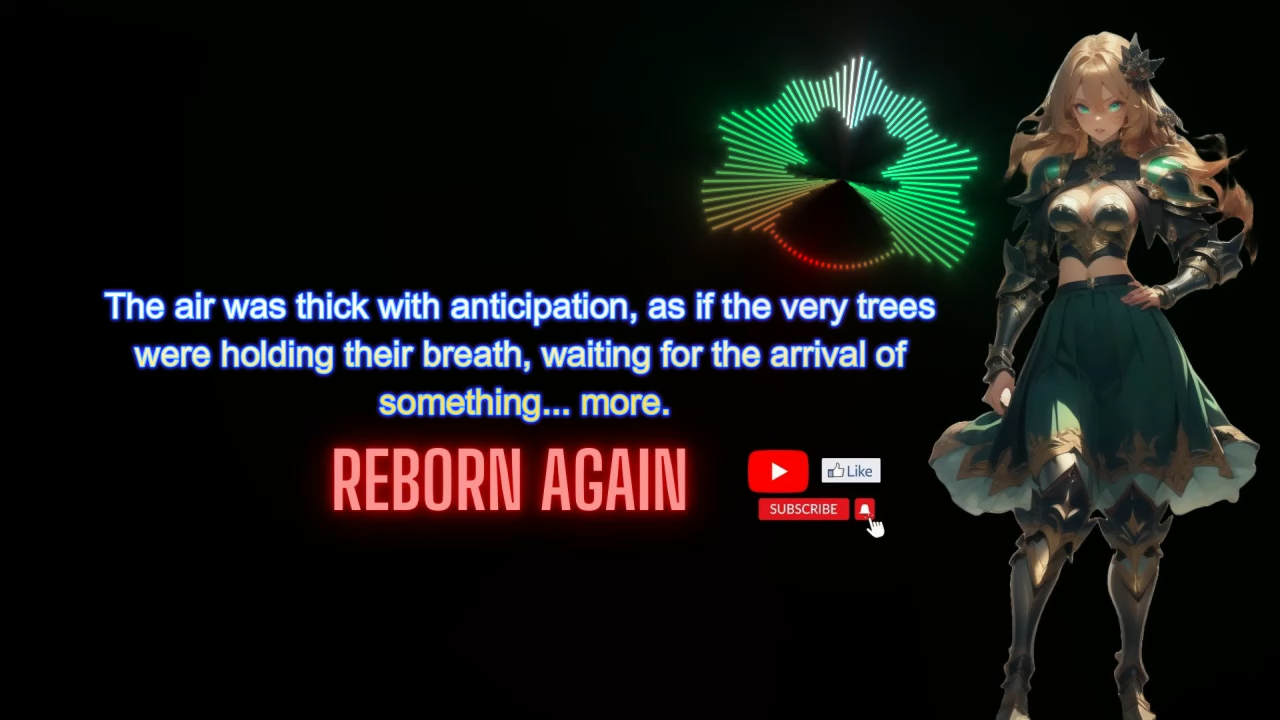 The air was thick with anticipation, as if the very trees
were holding their breath, waiting for the arrival of
something... more.
REBORN AGAIN
Like
SUBSCRIBE